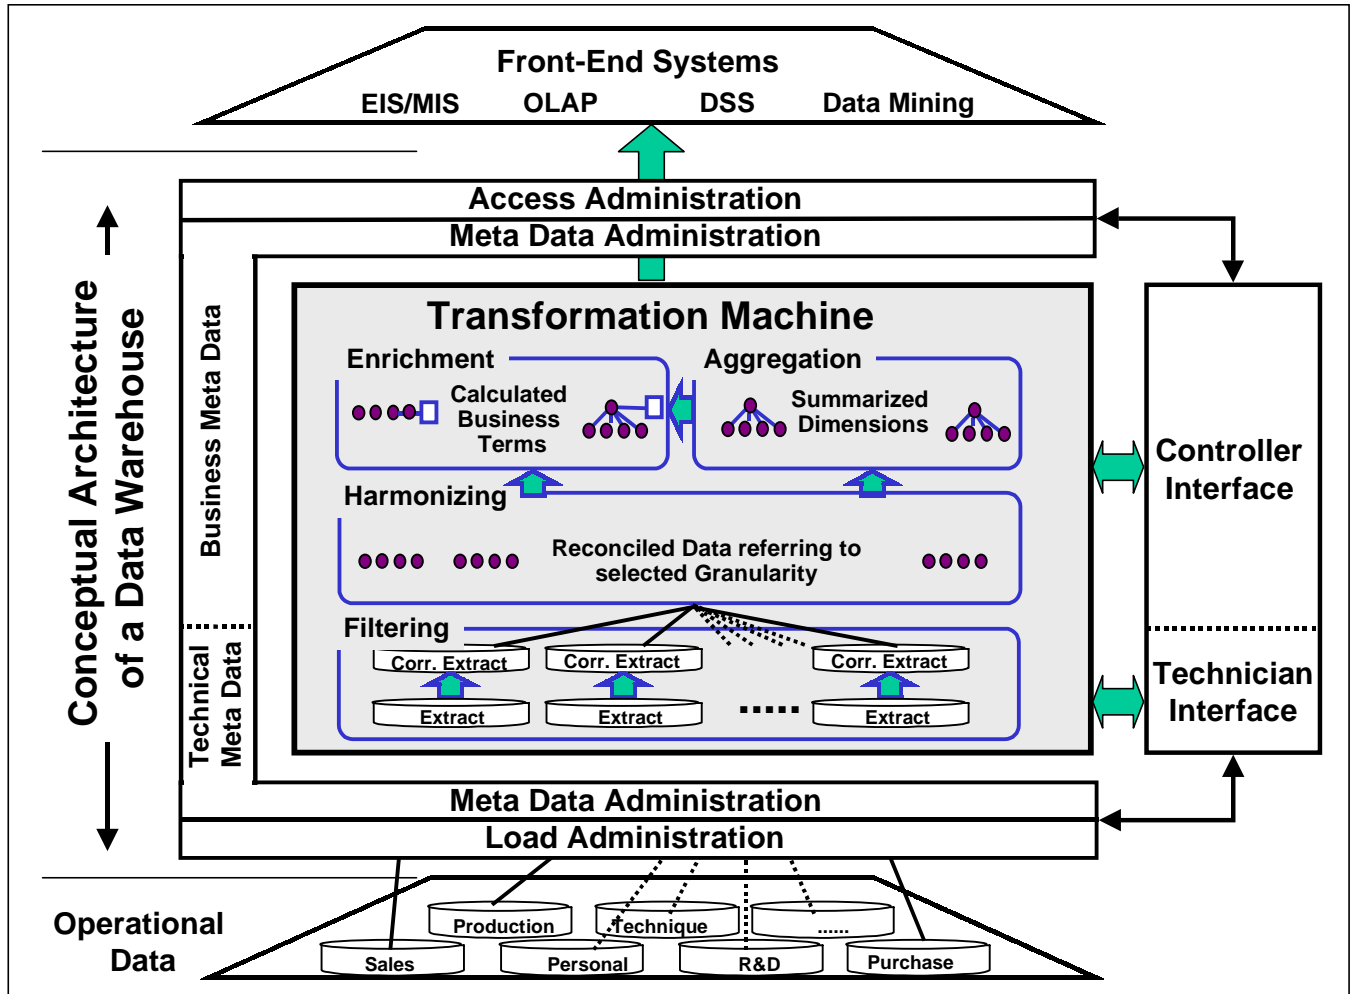 Front-End Systems
EIS/MIS OLAP DSS Data Mining
Access Administration
Meta Data Administration
Conceptual Architecture
of a Data Warehouse
Business Meta Data
Technical
Meta Data
Transformation Machine
Enrichment
Calculated
Business
Terms
Aggregation
Summarized
Dimensions
Harmonizing
Reconciled Data referring to
selected Granularity
Filtering
Corr. Extract Corr. Extract Corr. Extract
Extract Extract ..... Extract
Controller
Interface
Technician
Interface
Meta Data Administration
Load Administration
Operational
Data
Production Technique ......
Sales Personal R&D Purchase